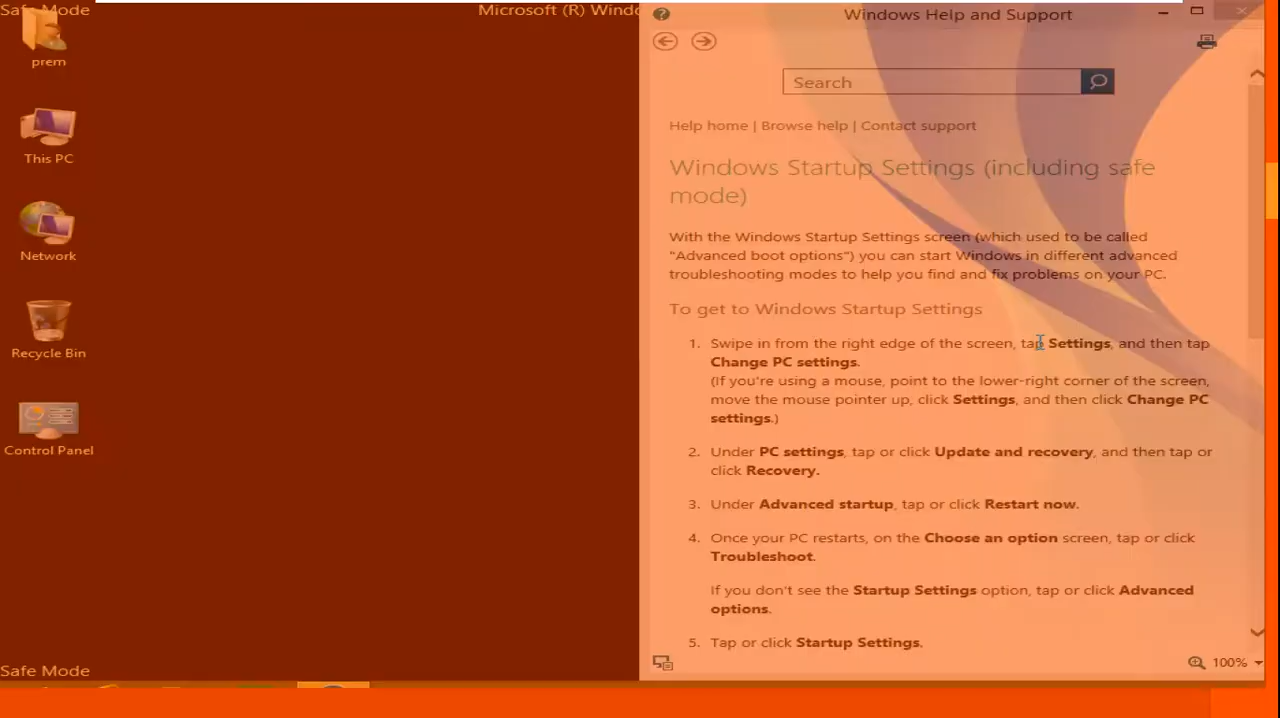 Safe Mode
Microsoft (R) Windo
prem
This PC
Network
Recycle Bin
Control Panel
Safe Mode
Windows Help and Support
Search
Help home | Browse help | Contact support
Windows Startup Settings (including safe
mode)
With the Windows Startup Settings screen (which used to be called
"Advanced boot options") you can start Windows in different advanced
troubleshooting modes to help you find and fix problems on your PC.
To get to Windows Startup Settings
1. Swipe in from the right edge of the screen, tap Settings, and then tap
Change PC settings.
(If you're using a mouse, point to the lower-right corner of the screen,
move the mouse pointer up, click Settings, and then click Change PC
settings.)
2. Under PC settings, tap or click Update and recovery, and then tap or
click Recovery.
3. Under Advanced startup, tap or click Restart now.
4. Once your PC restarts, on the Choose an option screen, tap or click
Troubleshoot.
If you don't see the Startup Settings option, tap or click Advanced
options.
5. Tap or click Startup Settings.
100%